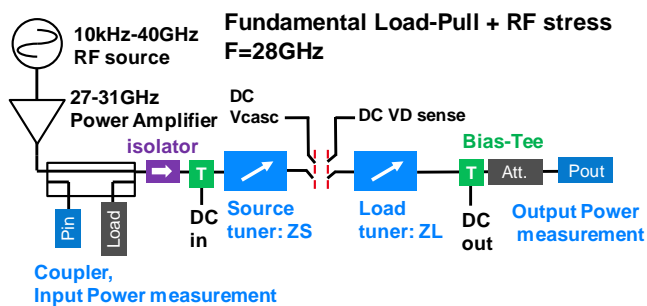 10kHz-40GHz
RF source
Fundamental Load-Pull + RF stress
F=28GHz
27-31GHz
Power Amplifier
isolator
DC
Vcasc
DC VD sense
Bias-Tee
T
T
Att.
Pout
Pin
Load
DC
in
Source
tuner: ZS
Load
tuner: ZL
DC
out
Output Power
measurement
Coupler,
Input Power measurement